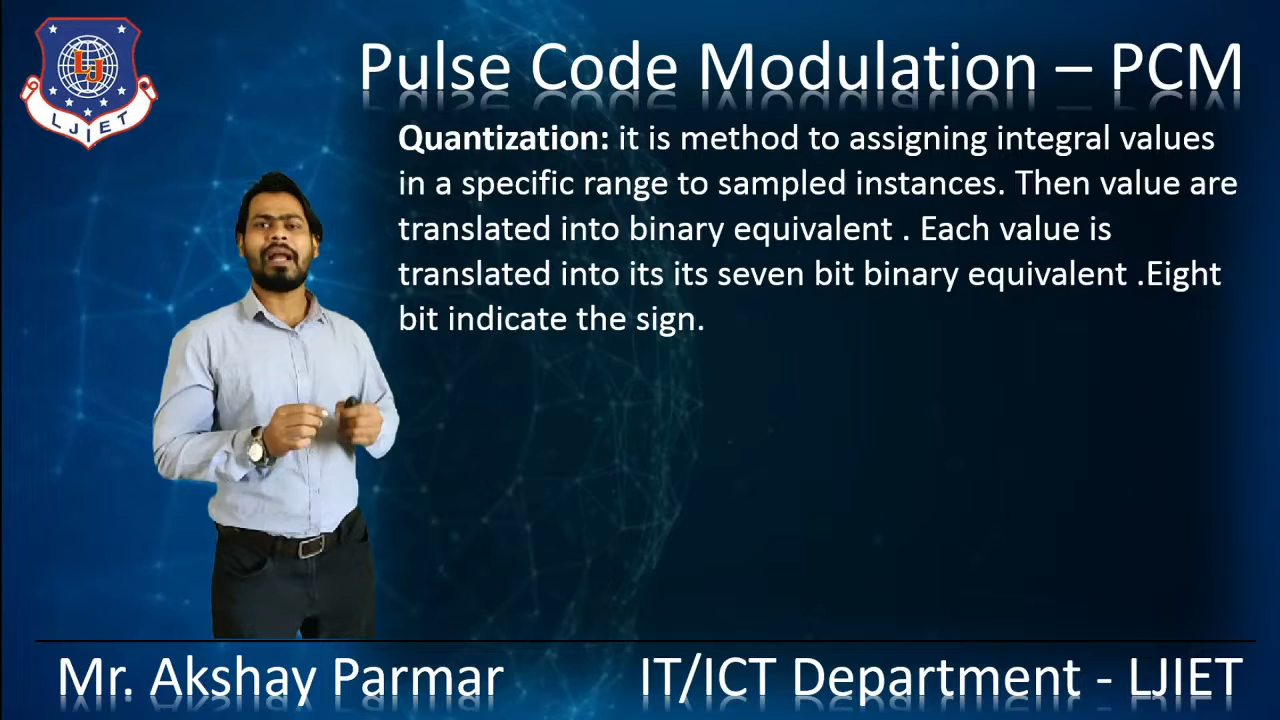 LJ
LJIET
Pulse Code Modulation – PCM
Quantization: it is method to assigning integral values
in a specific range to sampled instances. Then value are
translated into binary equivalent . Each value is
translated into its its seven bit binary equivalent .Eight
bit indicate the sign.
Mr. Akshay Parmar
IT/ICT Department - LJIET